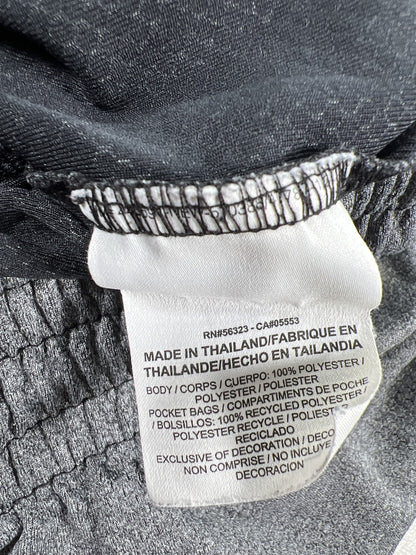 RN#56323 - CA#05553
MADE IN THAILAND/FABRIQUE EN
THAILANDE/HECHO EN TAILANDIA
BODY / CORPS / CUERPO: 100% POLYESTER /
POLYESTER / POLIESTER
POCKET BAGS / COMPARTIMENTS DE POCHE
/ BOLSILLOS: 100% RECYCLED POLYESTER /
POLYESTER RECYCLE / POLIEST
RECICLADO
EXCLUSIVE OF DECORATION / DECO
NON COMPRISE / NO INCLUYE
DECORACION